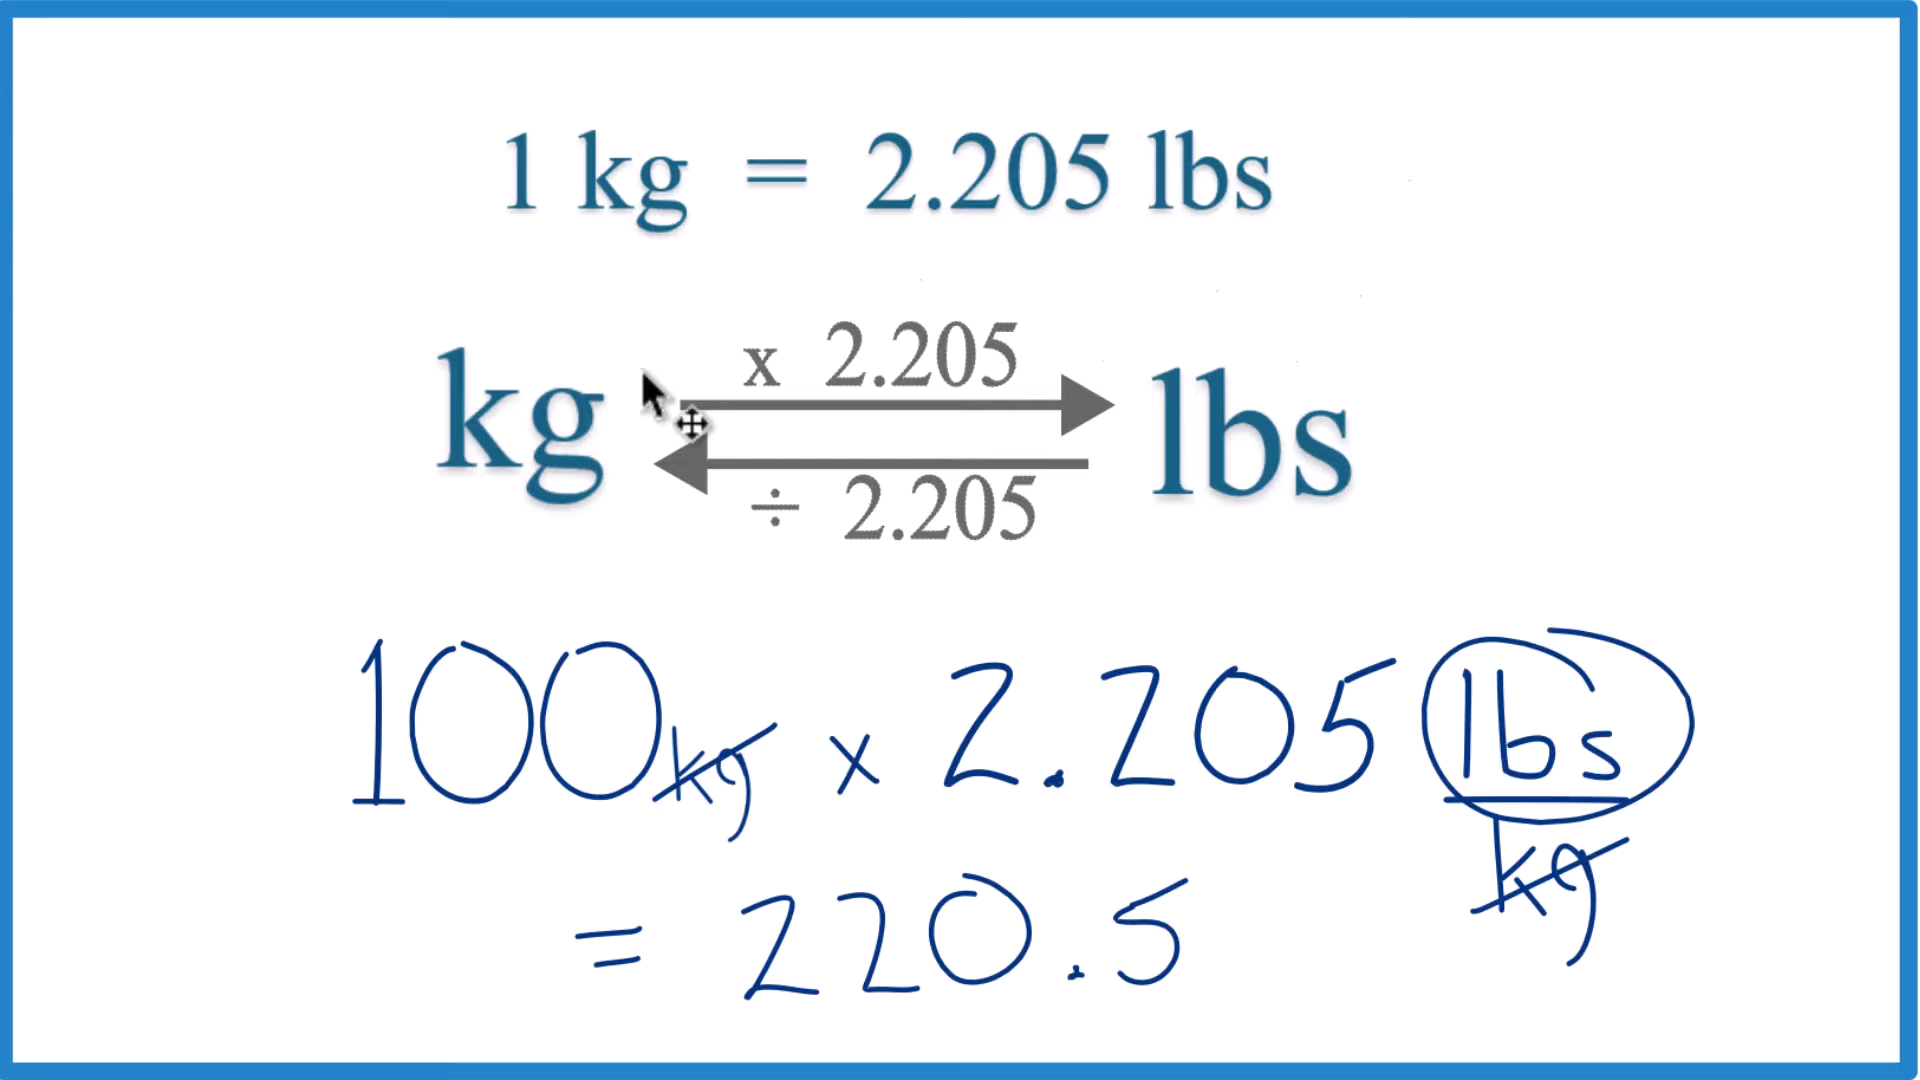 1 kg = 2.205 lbs
x 2.205
kg lbs
÷ 2.205
100 kg x 2.205 lbs
kg
= 220.5